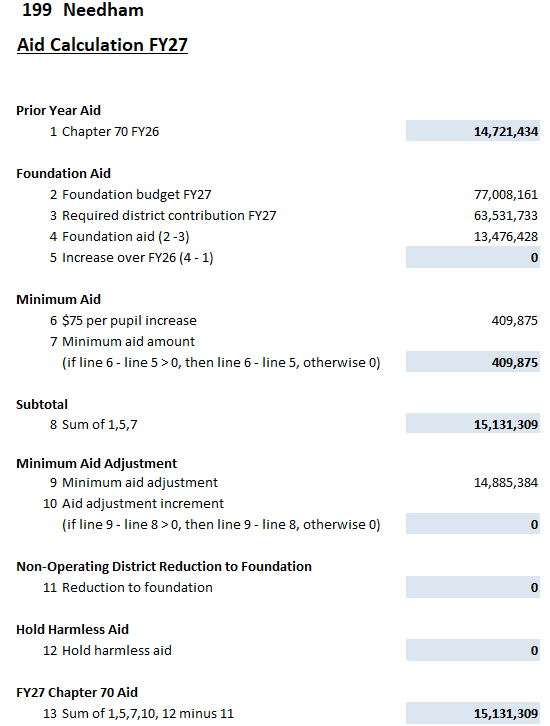 199 Needham
Aid Calculation FY27
Prior Year Aid
1 Chapter 70 FY26 14,721,434
Foundation Aid
2 Foundation budget FY27 77,008,161
3 Required district contribution FY27 63,531,733
4 Foundation aid (2 -3) 13,476,428
5 Increase over FY26 (4 - 1) 0
Minimum Aid
6 $75 per pupil increase 409,875
7 Minimum aid amount
(if line 6 - line 5 > 0, then line 6 - line 5, otherwise 0) 409,875
Subtotal
8 Sum of 1,5,7 15,131,309
Minimum Aid Adjustment
9 Minimum aid adjustment 14,885,384
10 Aid adjustment increment
(if line 9 - line 8 > 0, then line 9 - line 8, otherwise 0) 0
Non-Operating District Reduction to Foundation
11 Reduction to foundation 0
Hold Harmless Aid
12 Hold harmless aid 0
FY27 Chapter 70 Aid
13 Sum of 1,5,7,10, 12 minus 11 15,131,309